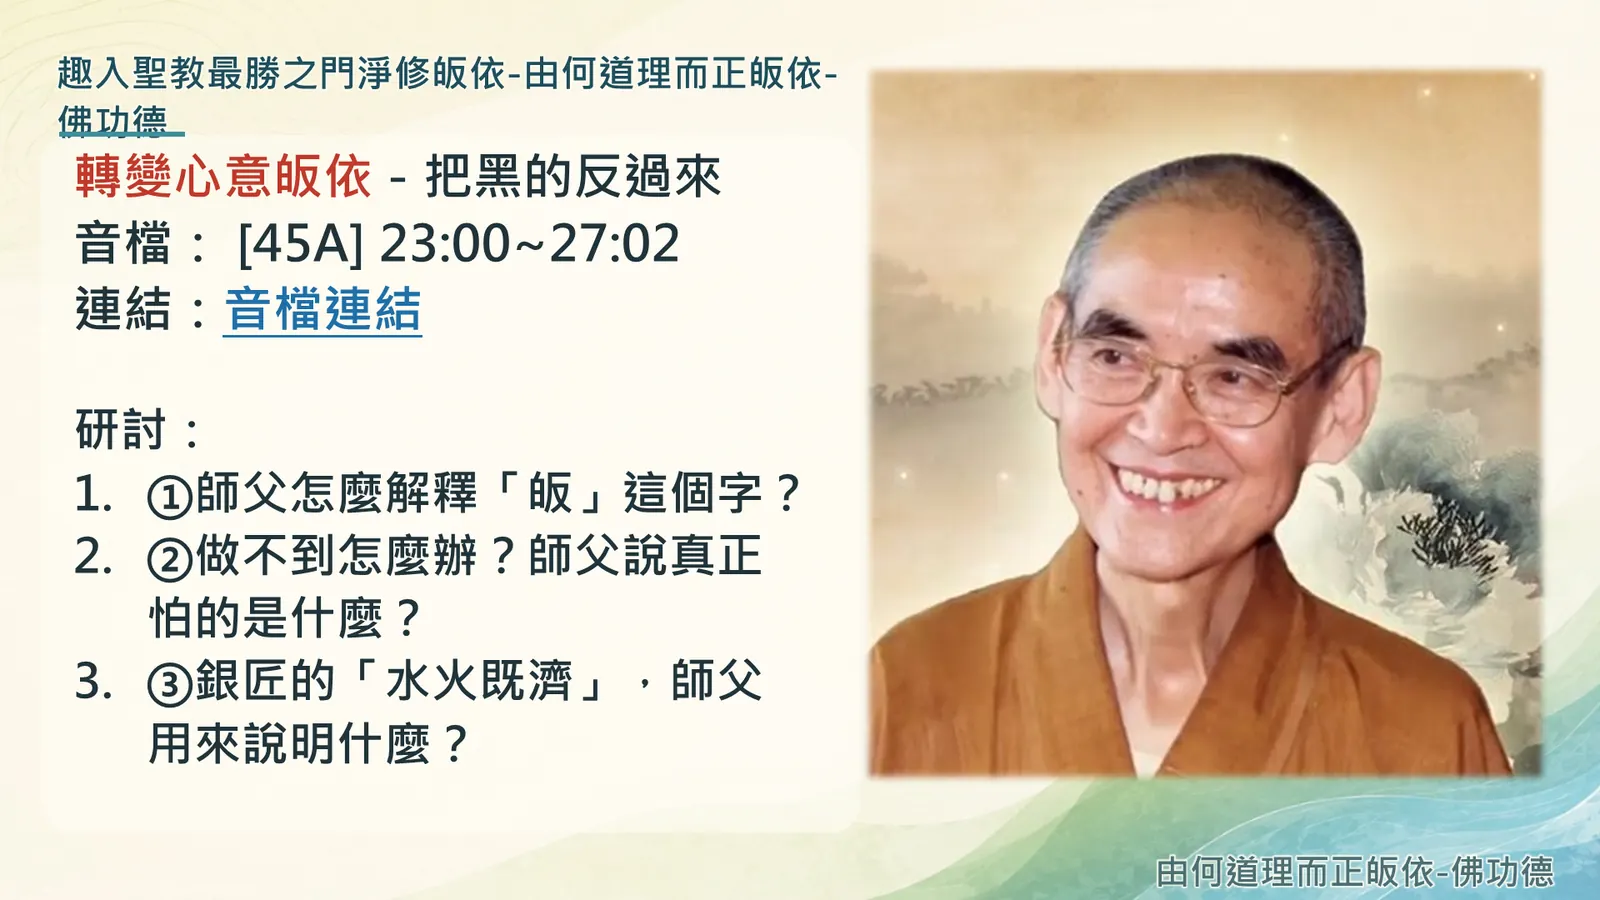 趣入聖教最勝之門淨修皈依-由何道理而正皈依-
佛功德
轉變心意皈依 - 把黑的反過來
音檔： [45A] 23:00~27:02
連結：音檔連結
研討：
1. ①師父怎麼解釋「皈」這個字？
2. ②做不到怎麼辦？師父說真正
怕的是什麼？
3. ③銀匠的「水火既濟」，師父
用來說明什麼？
由何道理而正皈依-佛功德